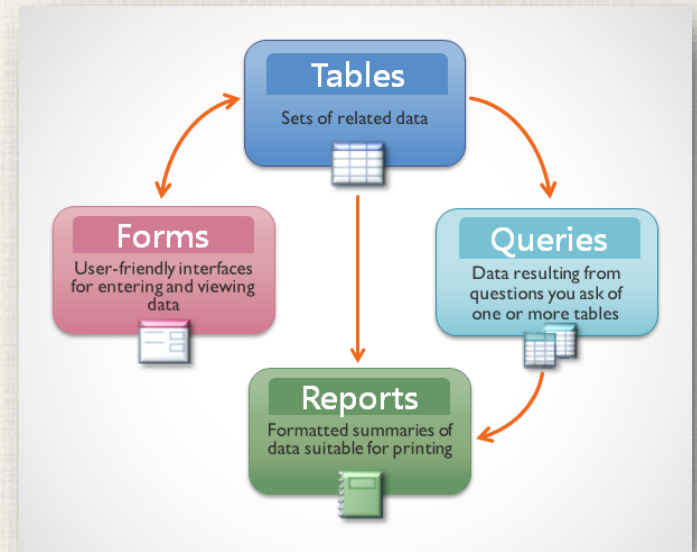 Tables
Sets of related data
Forms
User-friendly interfaces
for entering and viewing
data
Queries
Data resulting from
questions you ask of
one or more tables
Reports
Formatted summaries of
data suitable for printing